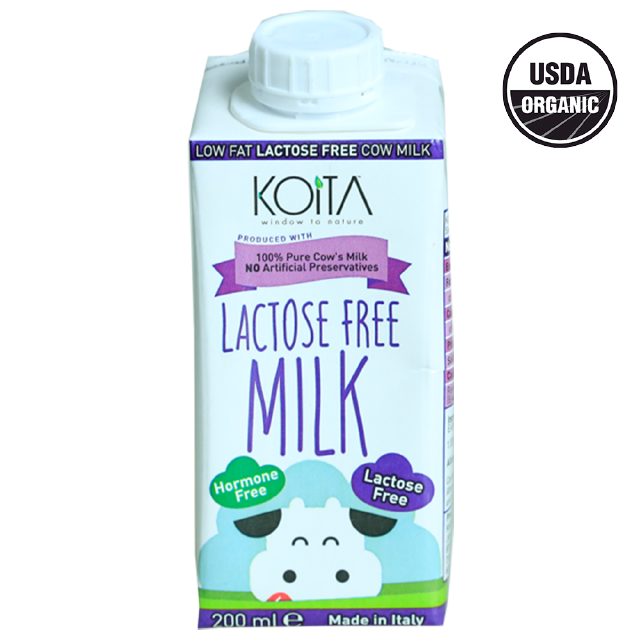 USDA
ORGANIC
LOW FAT LACTOSE FREE COW MILK
KOiTA
window to nature
PRODUCED WITH
100% Pure Cow's Milk
NO Artificial Preservatives
LACTOSE FREE
MILK
Hormone
Free
Lactose
Free
200 ml e
Made in Italy